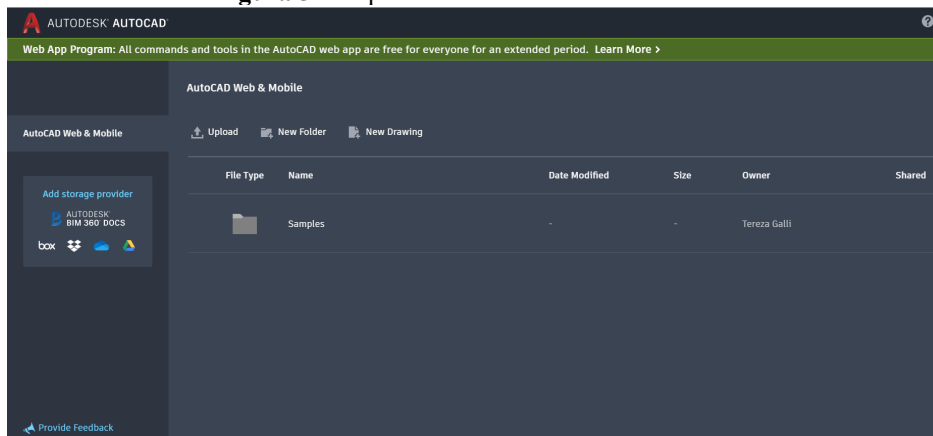 AUTODESK® AUTOCAD®
Web App Program: All commands and tools in the AutoCAD web app are free for everyone for an extended period. Learn More >
AutoCAD Web & Mobile
AutoCAD Web & Mobile
Upload New Folder New Drawing
File Type Name Date Modified Size Owner Shared
Samples - - Tereza Galli
Add storage provider
AUTODESK®
BIM 360® DOCS
box
Provide Feedback